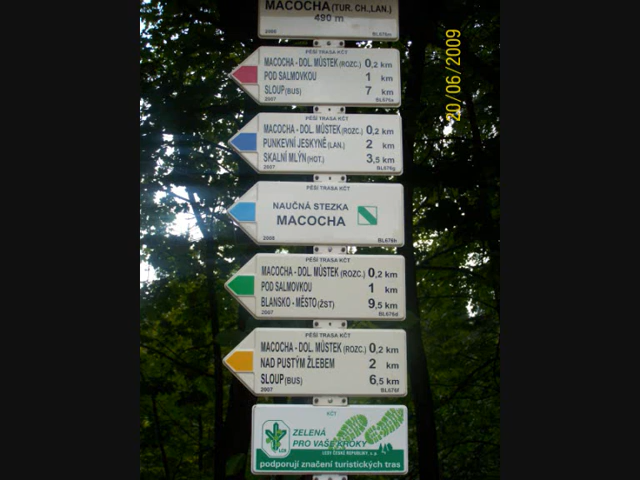 MACOCHA (TUR. CH.,LAN.)
490 m
20/06/2009
PĚŠÍ TRASA KČT
MACOCHA - DOL. MŮSTEK (ROZC.) 0,2 km
POD SALMOVKOU 1 km
SLOUP (BUS) 7 km
2007
PĚŠÍ TRASA KČT
MACOCHA - DOL. MŮSTEK (ROZC.) 0,2 km
PUNKEVNÍ JESKYNĚ (LAN.) 2 km
SKALNÍ MLÝN (HOT.) 3,5 km
2007
PĚŠÍ TRASA KČT
NAUČNÁ STEZKA
MACOCHA
PĚŠÍ TRASA KČT
MACOCHA - DOL. MŮSTEK (ROZC.) 0,2 km
POD SALMOVKOU 1 km
BLANSKO - MĚSTO (ŽST) 9,5 km
2007
PĚŠÍ TRASA KČT
MACOCHA - DOL. MŮSTEK (ROZC.) 0,2 km
NAD PUSTÝM ŽLEBEM 2 km
SLOUP (BUS) 6,5 km
2007
KČT
ZELENÁ
PRO VAŠE KROKY
LESY ČESKÉ REPUBLIKY, s. p.
podporují značení turistických tras